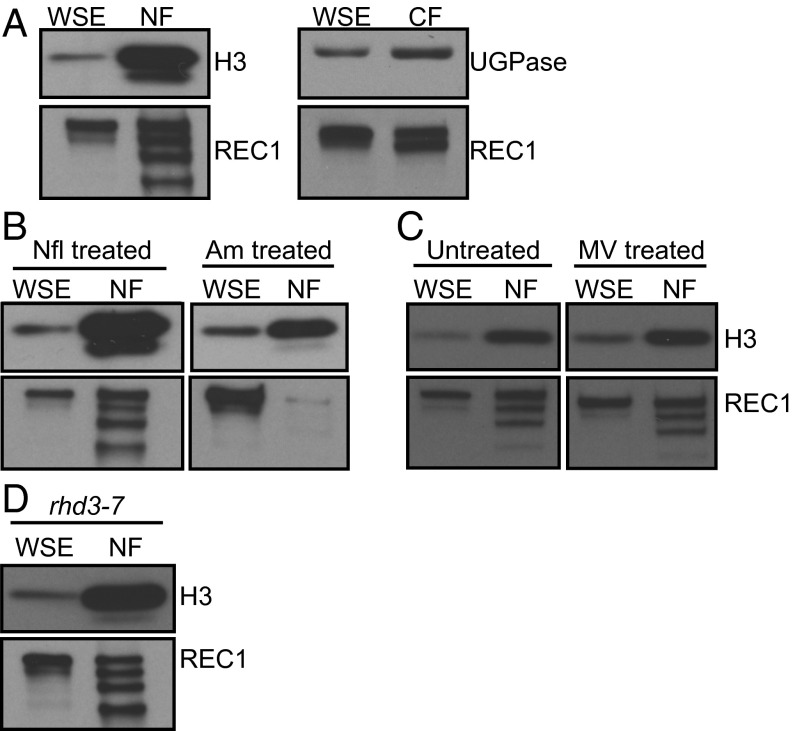 A
WSE NF WSE CF
H3 UGPase
REC1 REC1
B C
Nfl treated Am treated Untreated MV treated
WSE NF WSE NF WSE NF WSE NF
H3
REC1
D
rhd3-7
WSE NF
H3
REC1